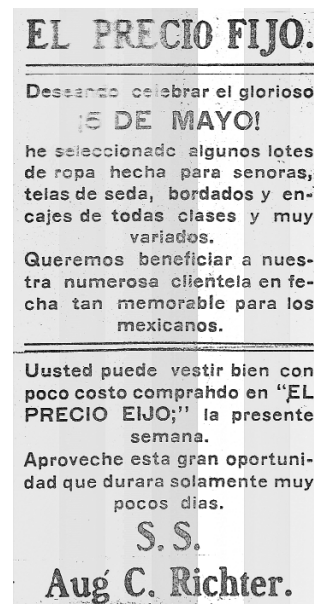 EL PRECIO FIJO.
Deseando celebrar el glorioso
¡5 DE MAYO!
he seleccionado algunos lotes
de ropa hecha para senoras,
telas de seda, bordados y en-
cajes de todas clases y muy
variados.
Queremos beneficiar a nues-
tra numerosa clientela en fe-
cha tan memorable para los
mexicanos.
Uusted puede vestir bien con
poco costo comprahdo en “EL
PRECIO EIJO;” la presente
semana.
Aproveche esta gran oportuni-
dad que durara solamente muy
pocos dias.
S. S.
Aug C. Richter.